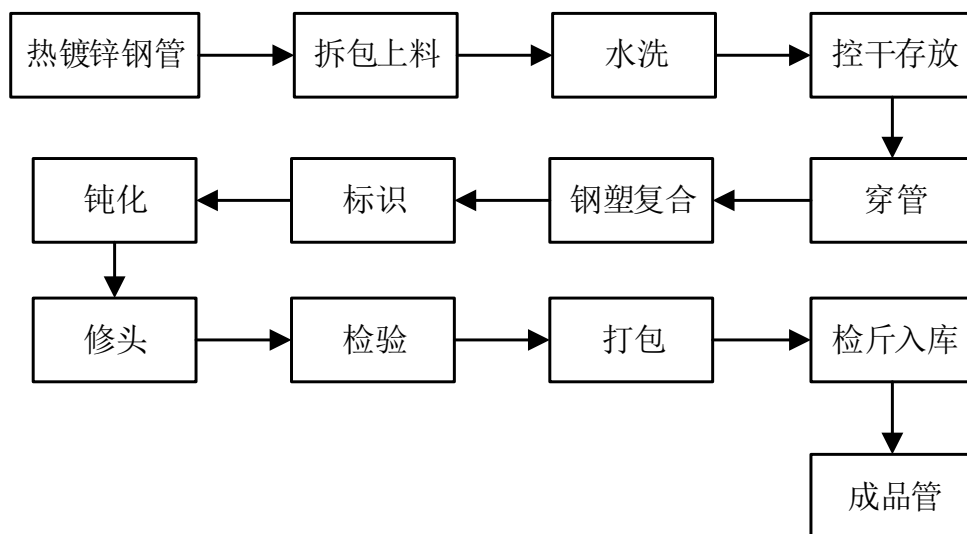 热镀锌钢管
拆包上料
水洗
控干存放
穿管
钢塑复合
标识
钝化
修头
检验
打包
检斤入库
成品管